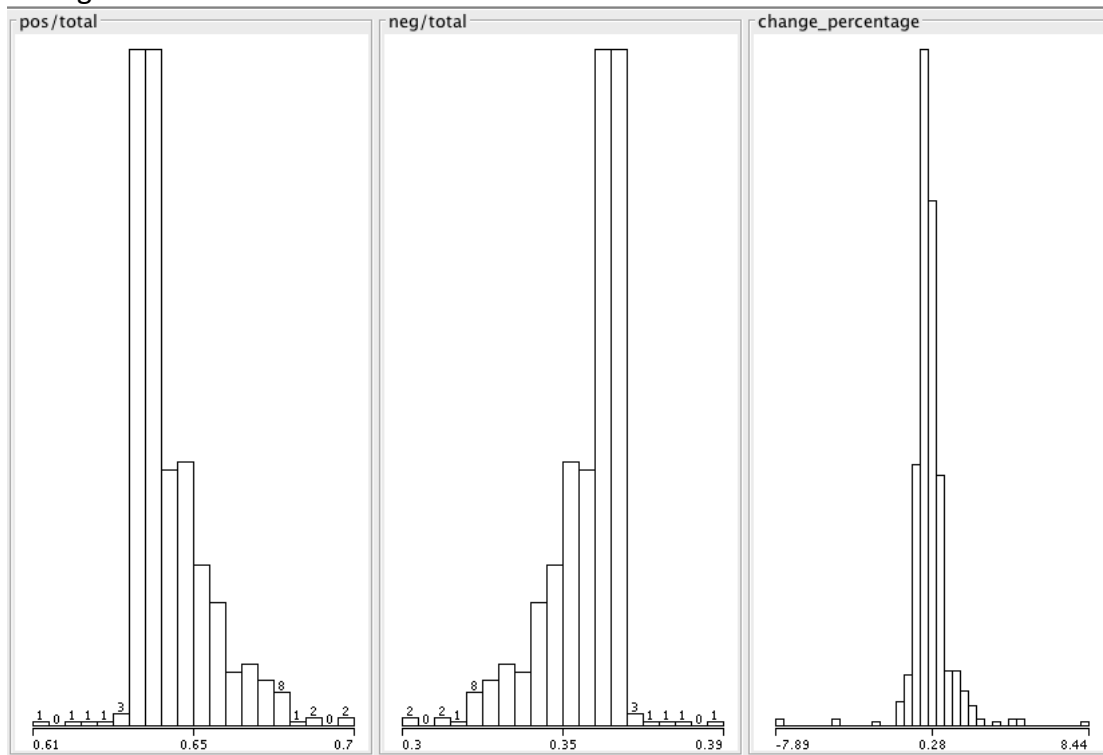 pos/total
neg/total
change_percentage
1 0 1 1 1 3 8 1 2 0 2
0.61 0.65 0.7
2 0 2 1 8 3 1 1 1 0 1
0.3 0.35 0.39
-7.89 0.28 8.44